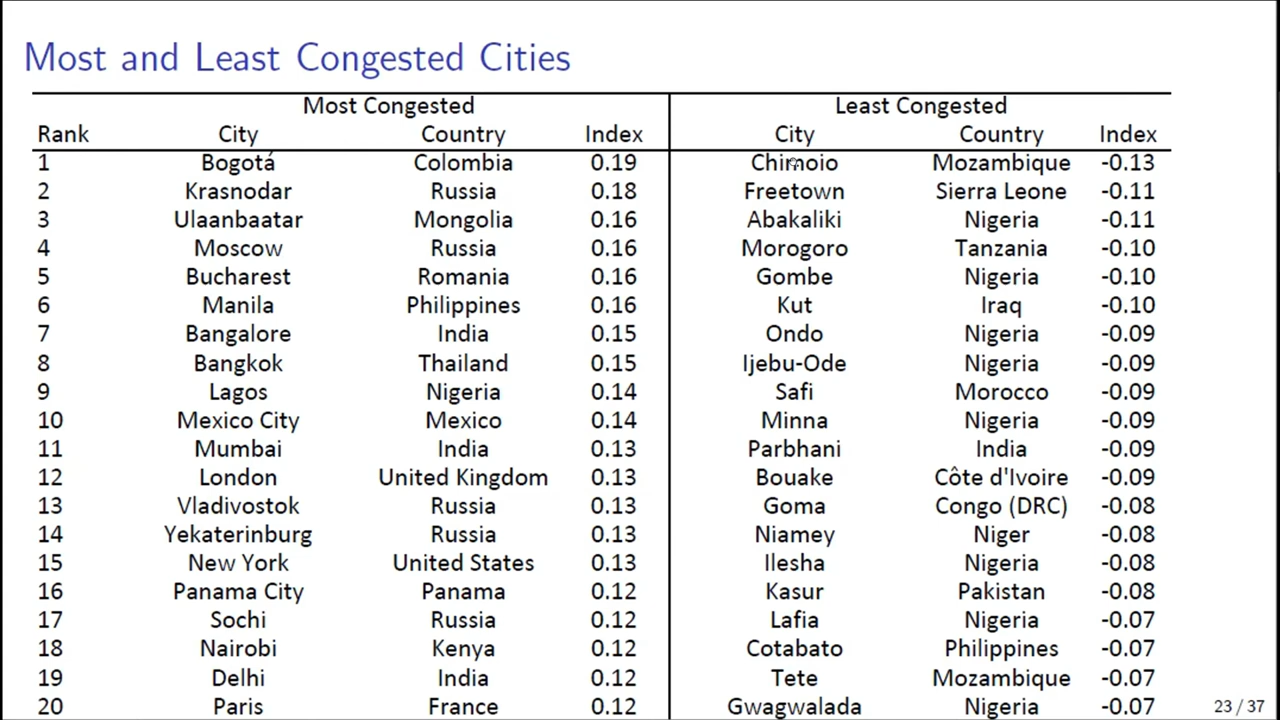 Most and Least Congested Cities
Most Congested Least Congested
Rank City Country Index City Country Index
1 Bogotá Colombia 0.19 Chimoio Mozambique -0.13
2 Krasnodar Russia 0.18 Freetown Sierra Leone -0.11
3 Ulaanbaatar Mongolia 0.16 Abakaliki Nigeria -0.11
4 Moscow Russia 0.16 Morogoro Tanzania -0.10
5 Bucharest Romania 0.16 Gombe Nigeria -0.10
6 Manila Philippines 0.16 Kut Iraq -0.10
7 Bangalore India 0.15 Ondo Nigeria -0.09
8 Bangkok Thailand 0.15 Ijebu-Ode Nigeria -0.09
9 Lagos Nigeria 0.14 Safi Morocco -0.09
10 Mexico City Mexico 0.14 Minna Nigeria -0.09
11 Mumbai India 0.13 Parbhani India -0.09
12 London United Kingdom 0.13 Bouake Côte d'Ivoire -0.09
13 Vladivostok Russia 0.13 Goma Congo (DRC) -0.08
14 Yekaterinburg Russia 0.13 Niamey Niger -0.08
15 New York United States 0.13 Ilesha Nigeria -0.08
16 Panama City Panama 0.12 Kasur Pakistan -0.08
17 Sochi Russia 0.12 Lafia Nigeria -0.07
18 Nairobi Kenya 0.12 Cotabato Philippines -0.07
19 Delhi India 0.12 Tete Mozambique -0.07
20 Paris France 0.12 Gwagwalada Nigeria -0.07
23 / 37